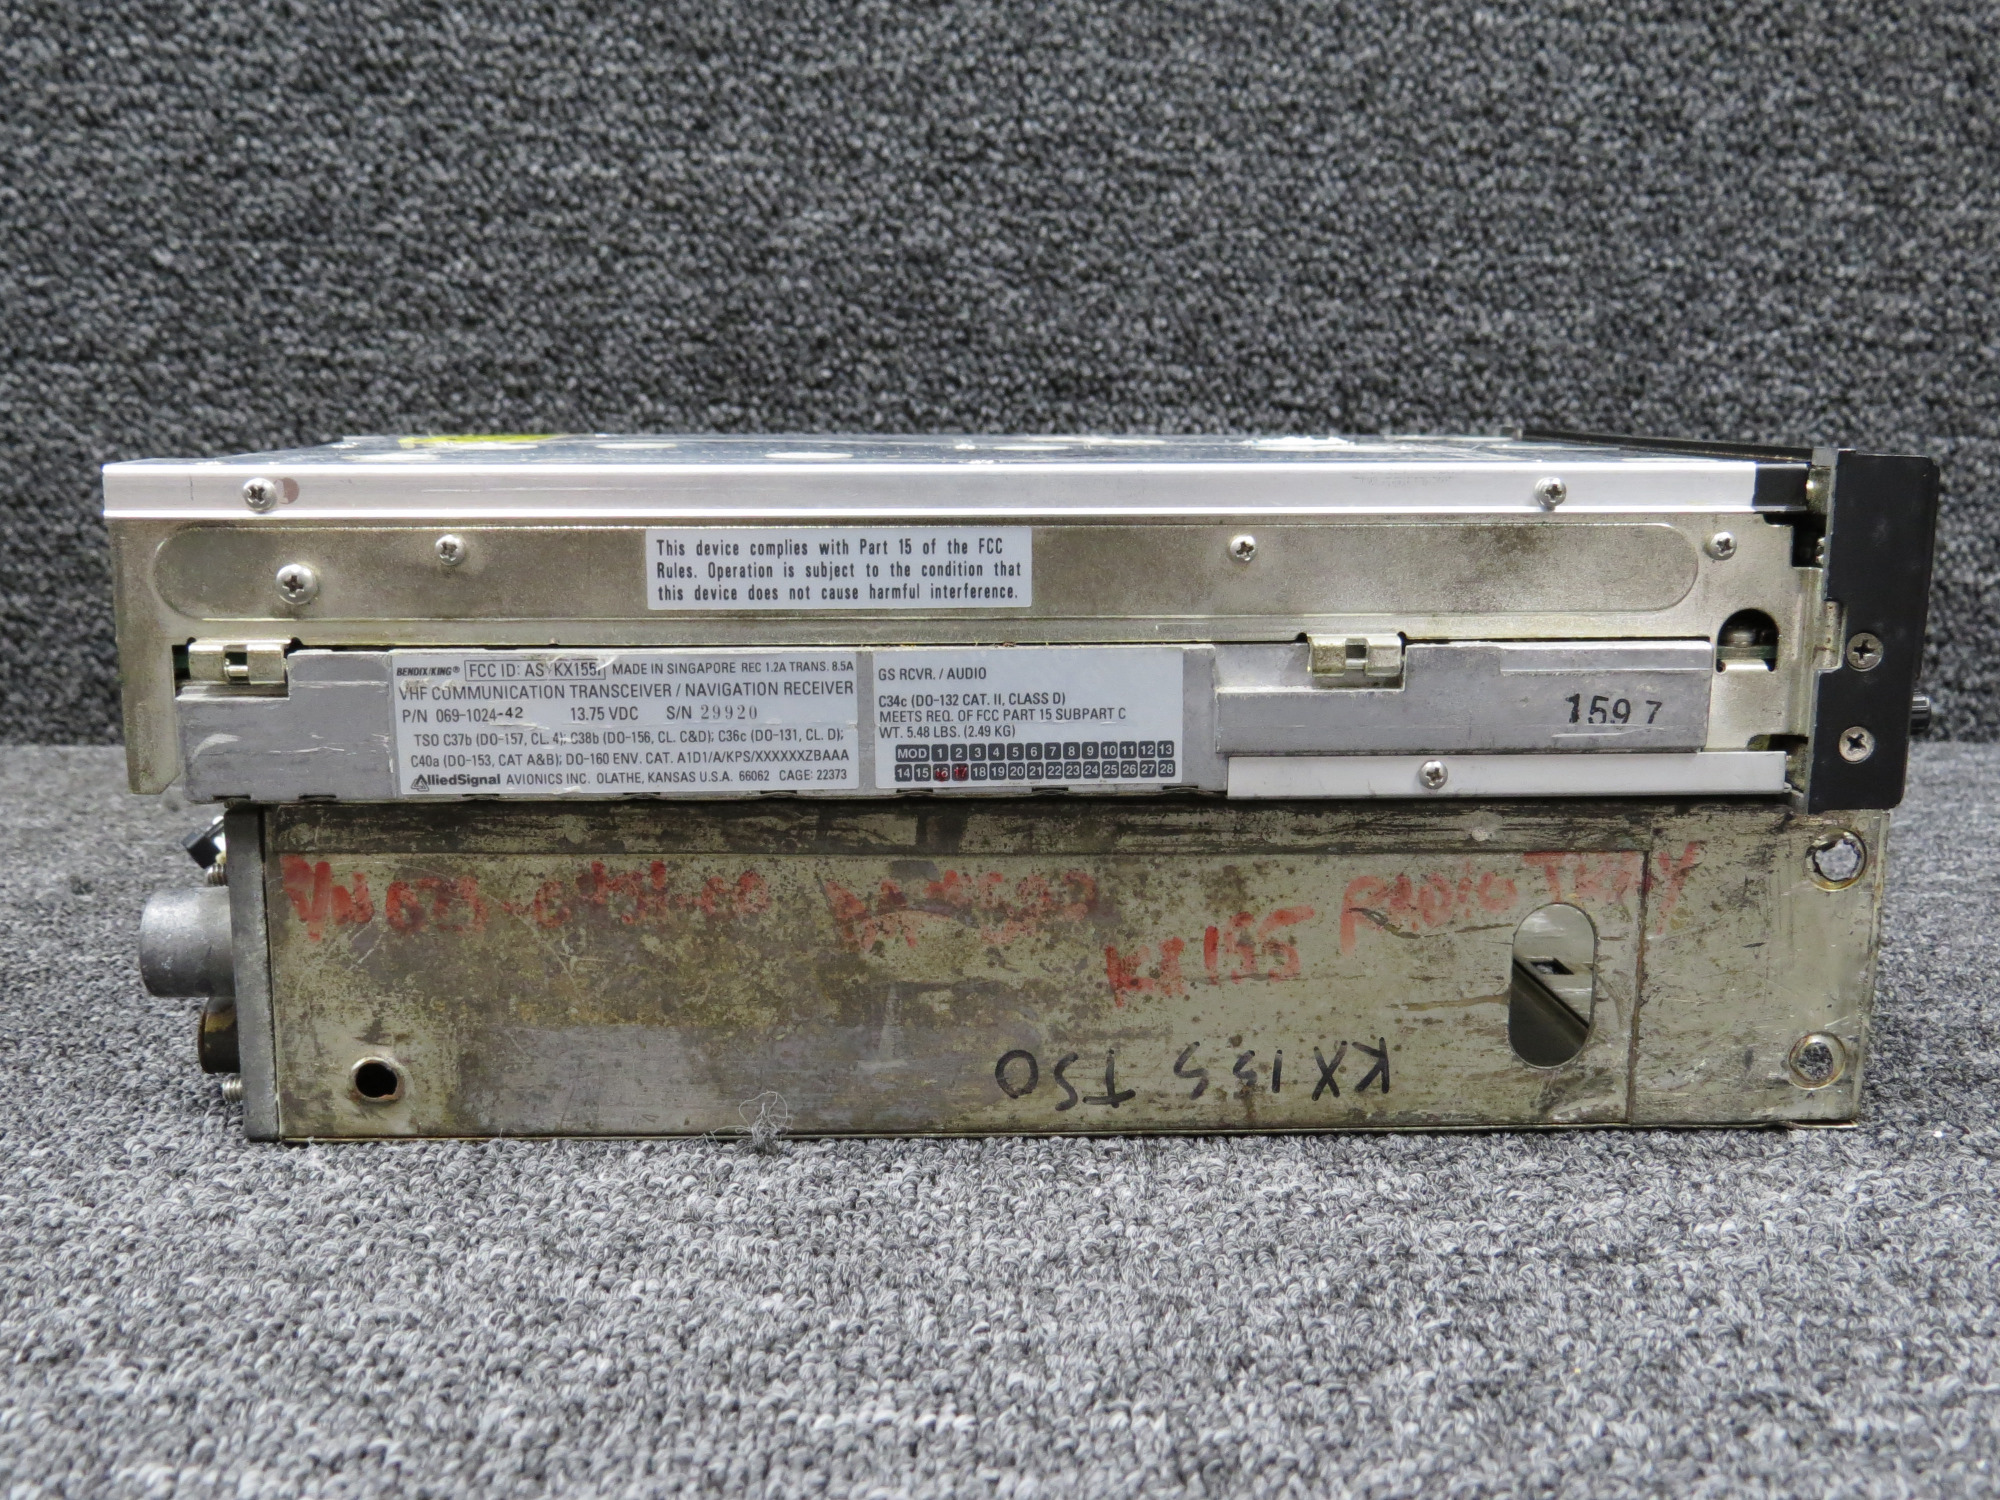 This device complies with Part 15 of the FCC
Rules. Operation is subject to the condition that
this device does not cause harmful interference.
BENDIX/KING® FCC ID: ASYKX155 MADE IN SINGAPORE REC 1.2A TRANS. 8.5A
VHF COMMUNICATION TRANSCEIVER / NAVIGATION RECEIVER
P/N 069-1024-42 13.75 VDC S/N 29920
TSO C37b (DO-157, CL. 4); C38b (DO-156, CL. C&D); C36c (DO-131, CL. D);
C40a (DO-153, CAT A&B); DO-160 ENV. CAT. A1D1/A/KPS/XXXXXXZBAAA
AlliedSignal AVIONICS INC. OLATHE, KANSAS U.S.A. 66062 CAGE: 22373
GS RCVR. / AUDIO
C34c (DO-132 CAT. II, CLASS D)
MEETS REQ. OF FCC PART 15 SUBPART C
WT. 5.48 LBS. (2.49 KG)
MOD 1 2 3 4 5 6 7 8 9 10 11 12 13
14 15 16 17 18 19 20 21 22 23 24 25 26 27 28
1597
P/N
KX 155 RADIO TRAY
KX 155 TSO